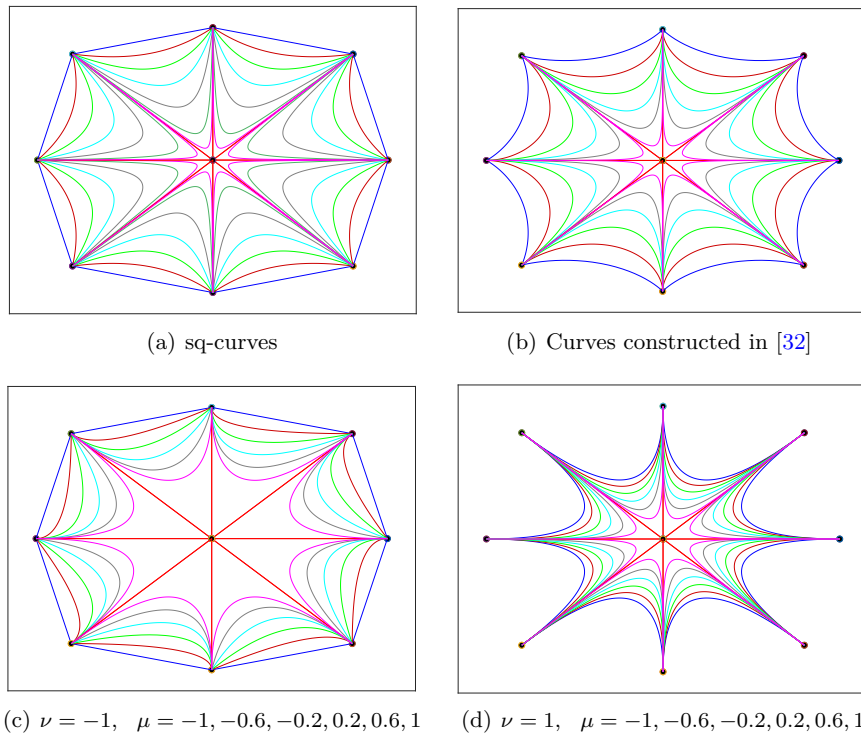 (a) sq-curves
(b) Curves constructed in [32]
(c) ν = −1, μ = −1, −0.6, −0.2, 0.2, 0.6, 1
(d) ν = 1, μ = −1, −0.6, −0.2, 0.2, 0.6, 1